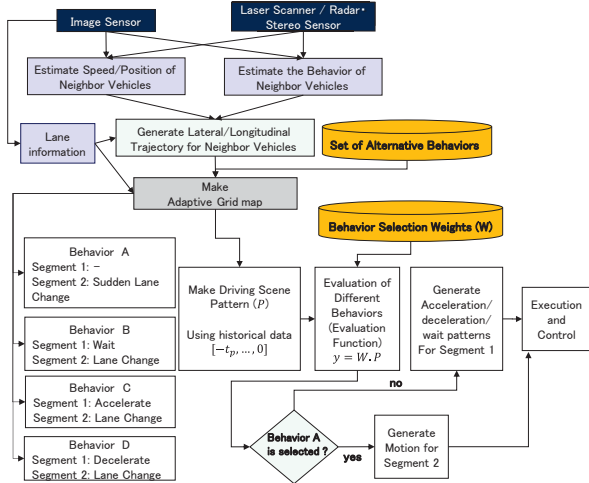 Image Sensor
Laser Scanner / Radar・
Stereo Sensor
Estimate Speed/Position of
Neighbor Vehicles
Estimate the Behavior of
Neighbor Vehicles
Lane
information
Generate Lateral/Longitudinal
Trajectory for Neighbor Vehicles
Set of Alternative Behaviors
Make
Adaptive Grid map
Behavior Selection Weights (W)
Behavior A
Segment 1: －
Segment 2: Sudden Lane
Change
Behavior B
Segment 1: Wait
Segment 2: Lane Change
Behavior C
Segment 1: Accelerate
Segment 2: Lane Change
Behavior D
Segment 1: Decelerate
Segment 2: Lane Change
Make Driving Scene
Pattern (P)
Using historical data
[−tp, …, 0]
Evaluation of
Different
Behaviors
(Evaluation
Function)
y = W.P
Generate
Acceleration/
deceleration/
wait patterns
For Segment 1
Execution
and
Control
no
Behavior A
is selected ?
yes
Generate
Motion for
Segment 2